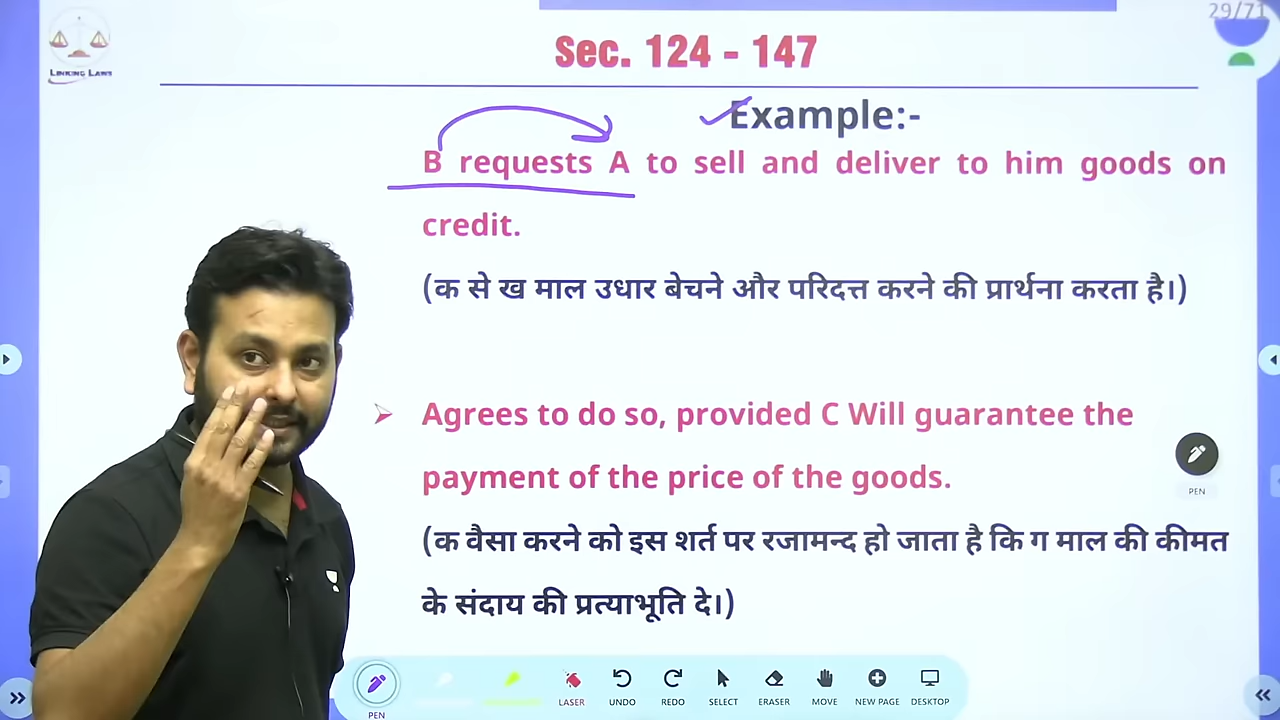 29/71
LINKING LAWS
Sec. 124 - 147
Example:-
B requests A to sell and deliver to him goods on
credit.
(क से ख माल उधार बेचने और परिदत्त करने की प्रार्थना करता है।)
Agrees to do so, provided C Will guarantee the
payment of the price of the goods.
(क वैसा करने को इस शर्त पर रजामन्द हो जाता है कि ग माल की कीमत
के संदाय की प्रत्याभूति दे।)
PEN
PEN
LASER
UNDO
REDO
SELECT
ERASER
MOVE
NEW PAGE
DESKTOP